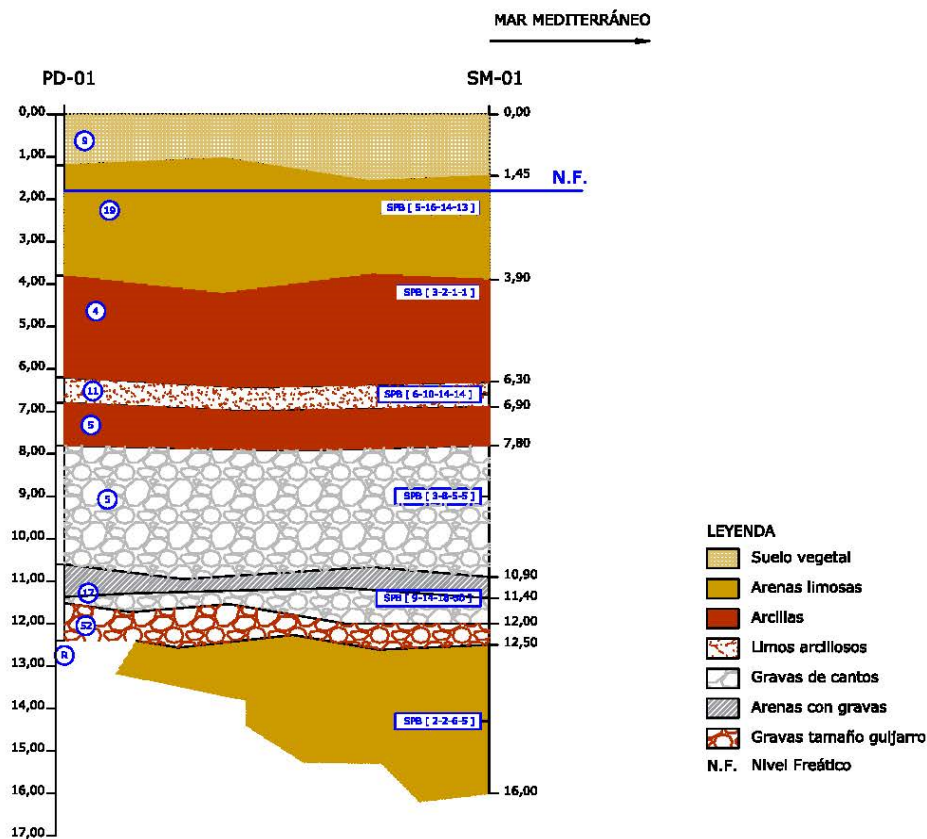 MAR MEDITERRÁNEO
PD-01
SM-01
0,00
0,00
9
1,00
1,45
N.F.
2,00
19
SPB [ 5-16-14-13 ]
3,00
4,00
3,90
SPB [ 3-2-1-1 ]
4
5,00
6,00
6,30
11
SPB [ 6-10-14-14 ]
7,00
6,90
5
7,80
8,00
9,00
5
SPB [ 3-8-5-5 ]
10,00
10,90
11,00
17
11,40
12,00
12,00
52
12,50
R
13,00
14,00
SPB [ 2-2-6-5 ]
15,00
16,00
16,00
17,00
LEYENDA
Suelo vegetal
Arenas limosas
Arcillas
Limos arcillosos
Gravas de cantos
Arenas con gravas
Gravas tamaño guijarro
N.F. Nivel Freático